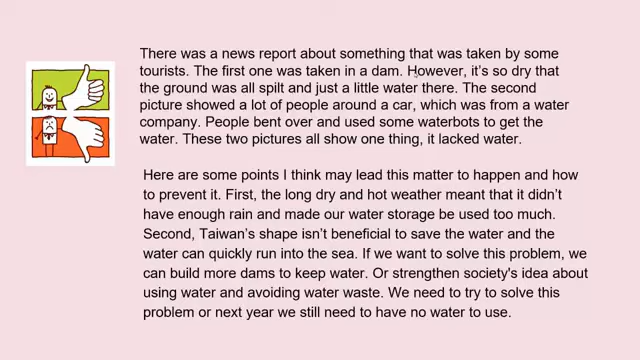 There was a news report about something that was taken by some
tourists. The first one was taken in a dam. However, it's so dry that
the ground was all spilt and just a little water there. The second
picture showed a lot of people around a car, which was from a water
company. People bent over and used some waterbots to get the
water. These two pictures all show one thing, it lacked water.
Here are some points I think may lead this matter to happen and how
to prevent it. First, the long dry and hot weather meant that it didn't
have enough rain and made our water storage be used too much.
Second, Taiwan's shape isn't beneficial to save the water and the
water can quickly run into the sea. If we want to solve this problem, we
can build more dams to keep water. Or strengthen society's idea about
using water and avoiding water waste. We need to try to solve this
problem or next year we still need to have no water to use.